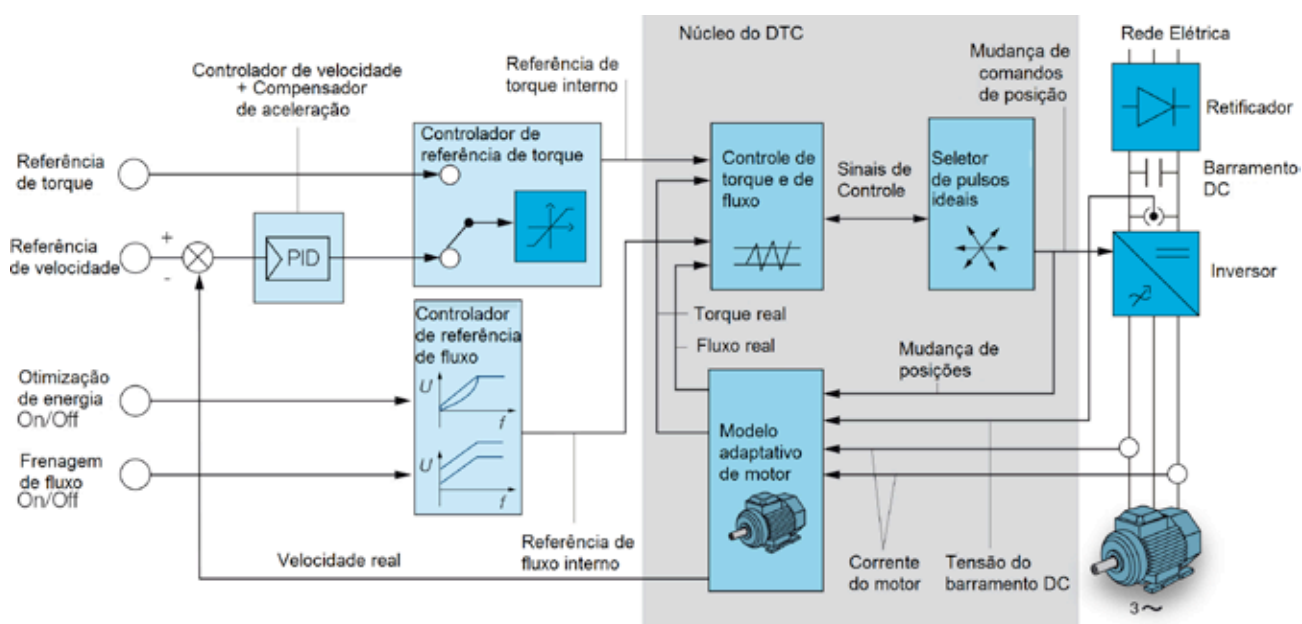 Núcleo do DTC
Rede Elétrica
Mudança de
comandos
de posição
Controlador de velocidade
+ Compensador
de aceleração
Referência de
torque interno
Retificador
Controlador de
referência de torque
Referência
de torque
Controle de
torque e de
fluxo
Sinais de
Controle
Seletor
de pulsos
ideais
Barramento
DC
Referência
de velocidade
+
-
PID
Inversor
Controlador
de referência
de fluxo
U
f
U
f
Torque real
Fluxo real
Mudança de
posições
Otimização
de energia
On/Off
Frenagem
de fluxo
On/Off
Modelo
adaptativo
de motor
Velocidade real
Referência de
fluxo interno
Corrente
do motor
Tensão do
barramento DC
3~